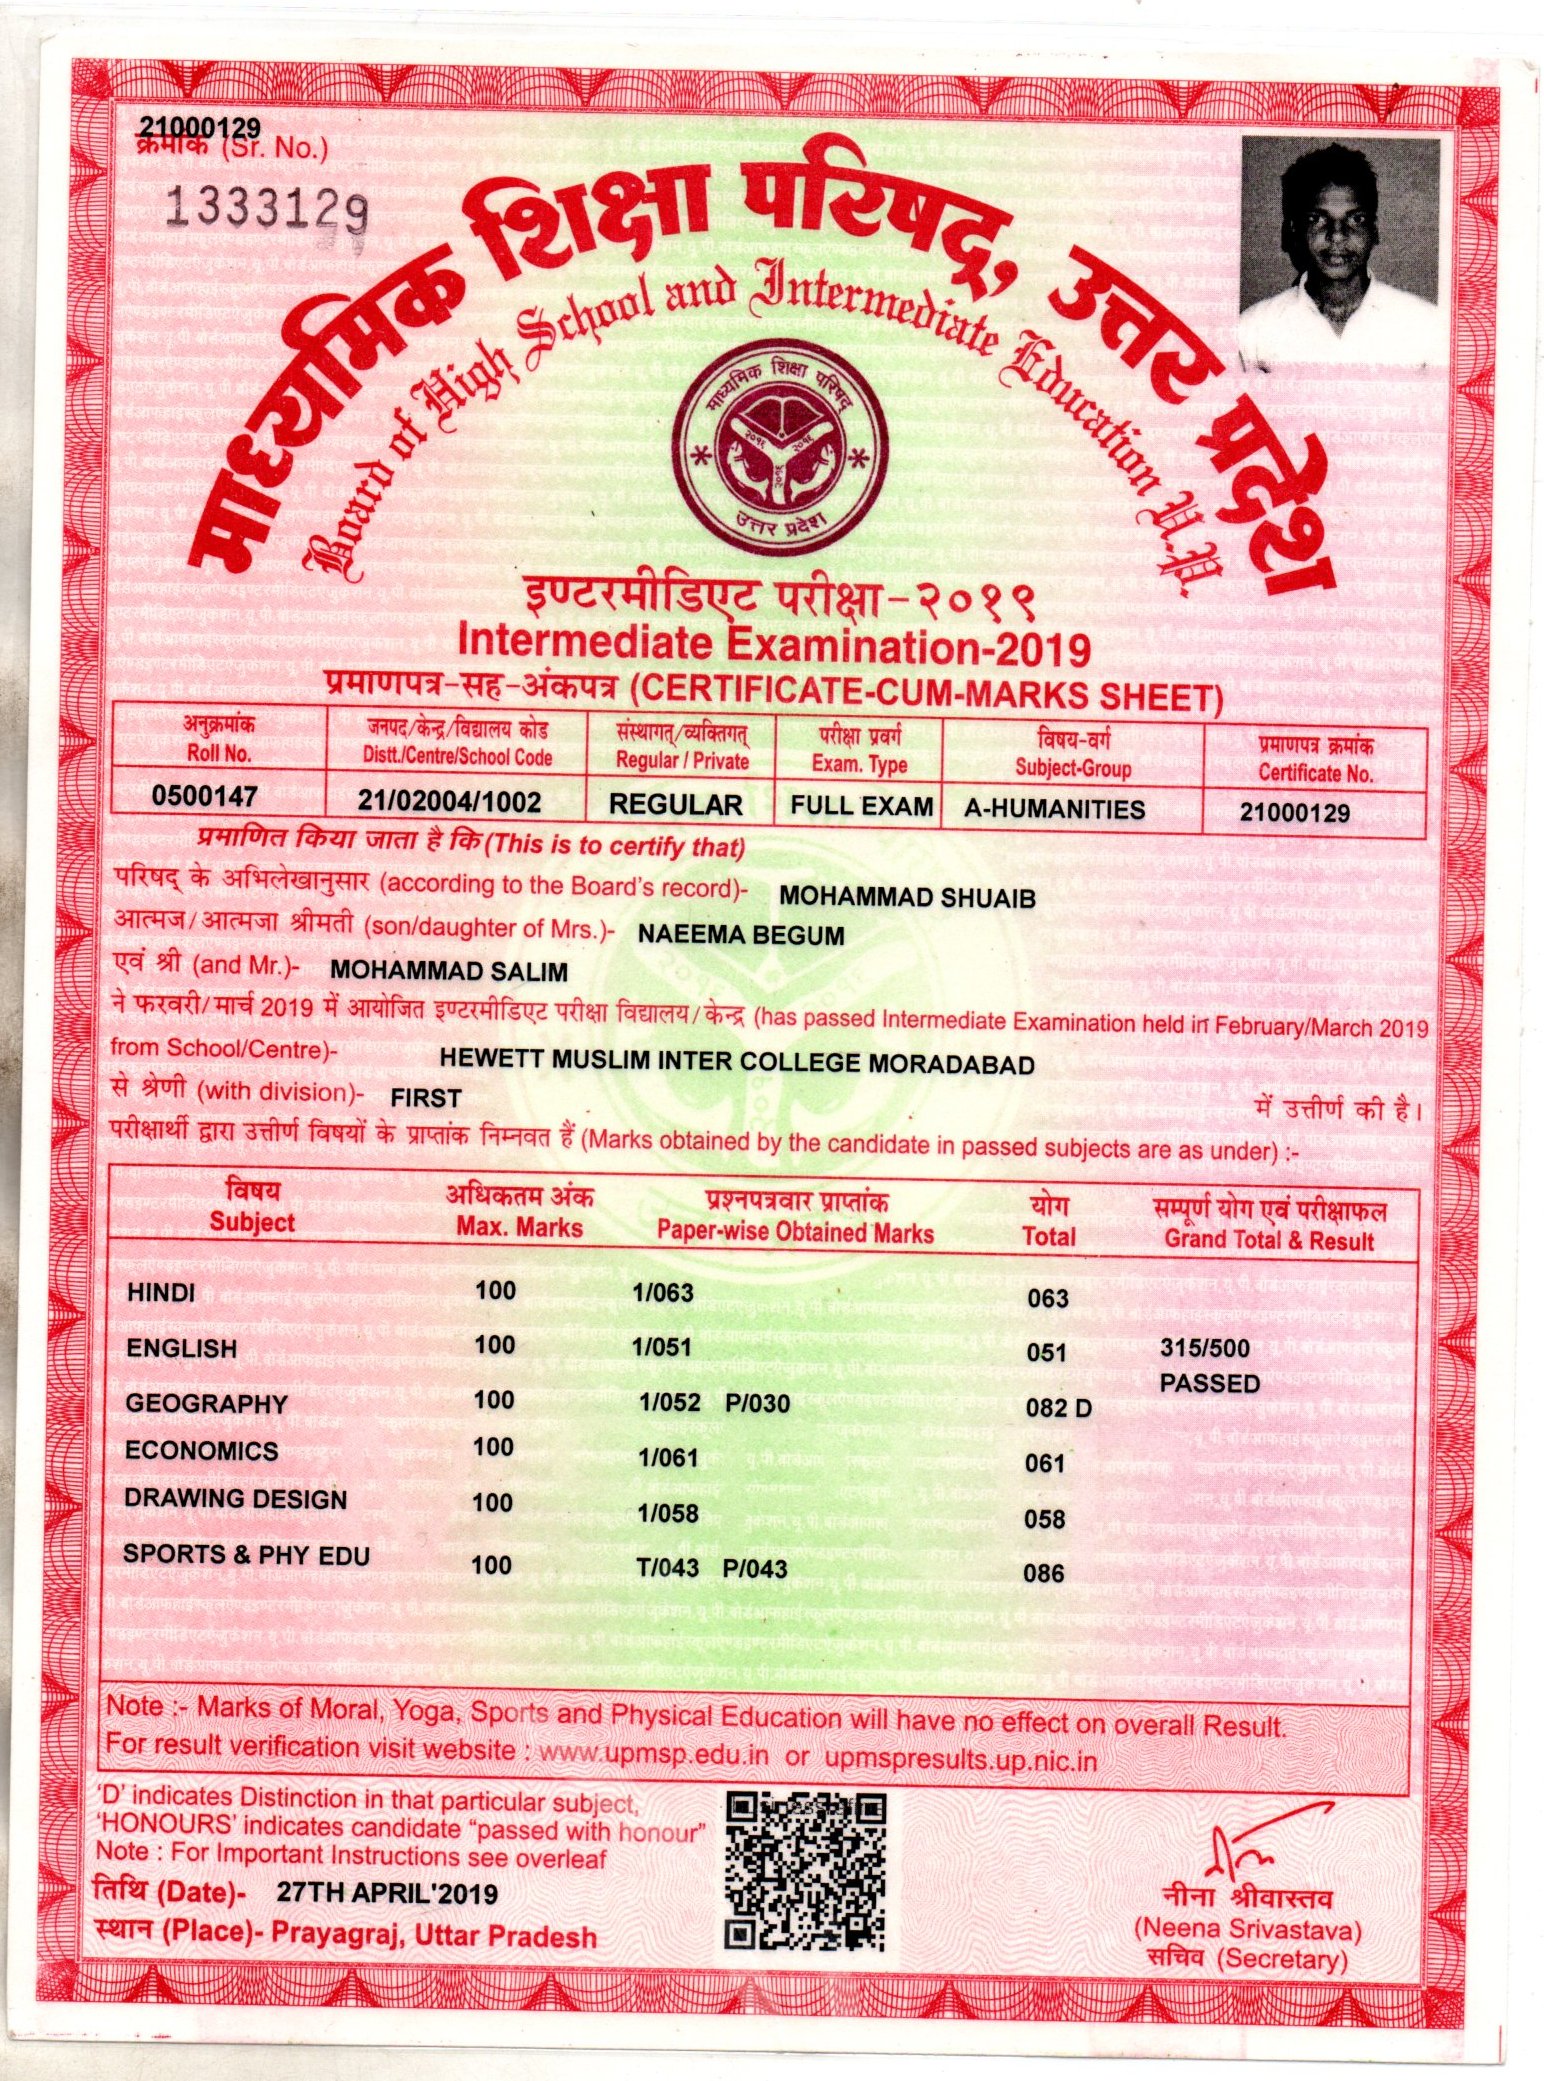 21000129
क्रमांक (Sr. No.)
1333129
माध्यमिक शिक्षा परिषद्, उत्तर प्रदेश
Board of High School and Intermediate Education U.P.
माध्यमिक शिक्षा परिषद्
२०१६ २०१६
उत्तर प्रदेश
इण्टरमीडिएट परीक्षा-२०१९
Intermediate Examination-2019
प्रमाणपत्र-सह-अंकपत्र (CERTIFICATE-CUM-MARKS SHEET)
अनुक्रमांक जनपद/केन्द्र/विद्यालय कोड संस्थागत्/व्यक्तिगत् परीक्षा प्रवर्ग विषय-वर्ग प्रमाणपत्र क्रमांक
Roll No. Distt./Centre/School Code Regular / Private Exam. Type Subject-Group Certificate No.
0500147 21/02004/1002 REGULAR FULL EXAM A-HUMANITIES 21000129
प्रमाणित किया जाता है कि (This is to certify that)
परिषद् के अभिलेखानुसार (according to the Board's record)- MOHAMMAD SHUAIB
आत्मज/आत्मजा श्रीमती (son/daughter of Mrs.)- NAEEMA BEGUM
एवं श्री (and Mr.)- MOHAMMAD SALIM
ने फरवरी/मार्च 2019 में आयोजित इण्टरमीडिएट परीक्षा विद्यालय/केन्द्र (has passed Intermediate Examination held in February/March 2019
from School/Centre)- HEWETT MUSLIM INTER COLLEGE MORADABAD
से श्रेणी (with division)- FIRST में उत्तीर्ण की है।
परीक्षार्थी द्वारा उत्तीर्ण विषयों के प्राप्तांक निम्नवत हैं (Marks obtained by the candidate in passed subjects are as under) :-
विषय अधिकतम अंक प्रश्नपत्रवार प्राप्तांक योग सम्पूर्ण योग एवं परीक्षाफल
Subject Max. Marks Paper-wise Obtained Marks Total Grand Total & Result
HINDI 100 1/063 063
ENGLISH 100 1/051 051 315/500
PASSED
GEOGRAPHY 100 1/052 P/030 082 D
ECONOMICS 100 1/061 061
DRAWING DESIGN 100 1/058 058
SPORTS & PHY EDU 100 T/043 P/043 086
Note :- Marks of Moral, Yoga, Sports and Physical Education will have no effect on overall Result.
For result verification visit website : www.upmsp.edu.in or upmspresults.up.nic.in
'D' indicates Distinction in that particular subject,
'HONOURS' indicates candidate "passed with honour"
Note : For Important Instructions see overleaf
तिथि (Date)- 27TH APRIL'2019
स्थान (Place)- Prayagraj, Uttar Pradesh
नीना श्रीवास्तव
(Neena Srivastava)
सचिव (Secretary)